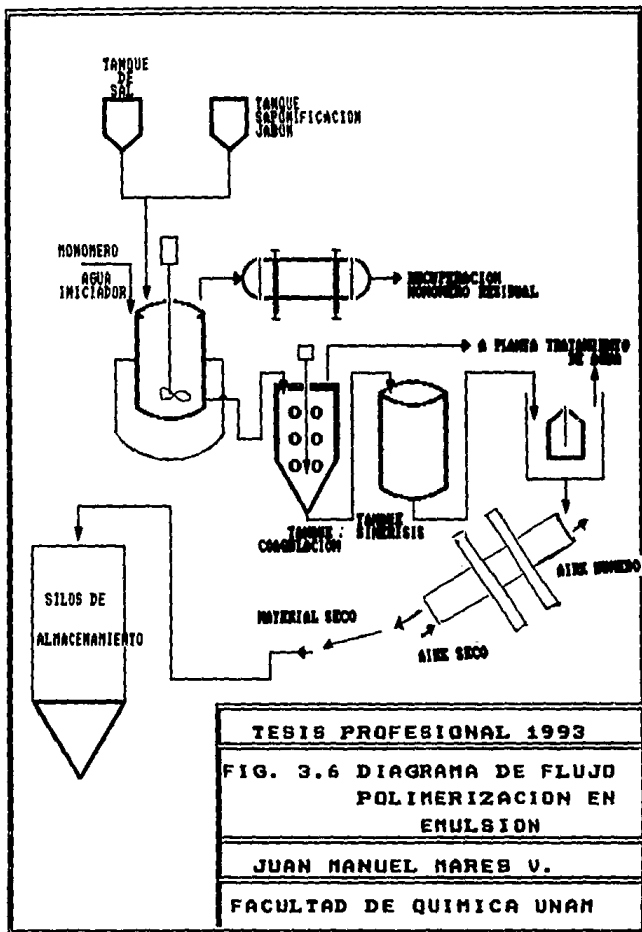 TANQUE
DE
SAL
TANQUE
SAPONIFICACION
JABON
MONOMERO
AGUA
INICIADOR
RECUPERACION
MONOMERO RESIDUAL
A PLANTA TRATAMIENTO
DE AGUA
TANQUE
COAGULACION
TANQUE
SINERISIS
AIRE HUMEDO
MATERIAL SECO
AIRE SECO
SILOS DE
ALMACENAMIENTO
TESIS PROFESIONAL 1993
FIG. 3.6 DIAGRAMA DE FLUJO
POLIMERIZACION EN
EMULSION
JUAN MANUEL MARES V.
FACULTAD DE QUIMICA UNAM